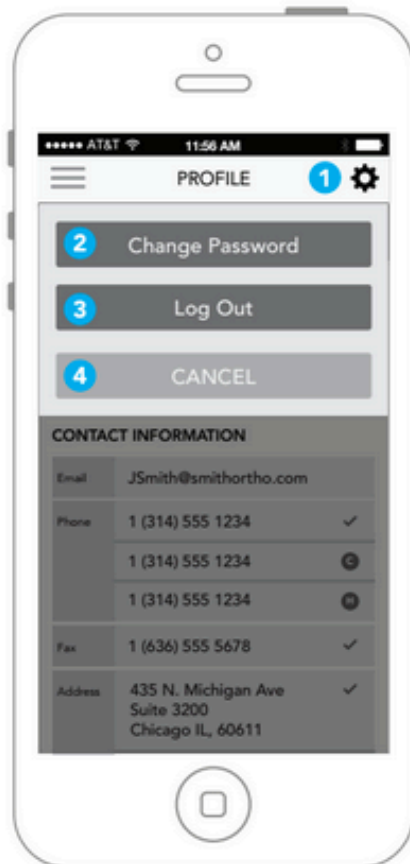 AT&T 11:56 AM
PROFILE 1
2 Change Password
3 Log Out
4 CANCEL
CONTACT INFORMATION
Email JSmith@smithortho.com
Phone 1 (314) 555 1234
1 (314) 555 1234 C
1 (314) 555 1234 H
Fax 1 (636) 555 5678
Address 435 N. Michigan Ave
Suite 3200
Chicago IL, 60611